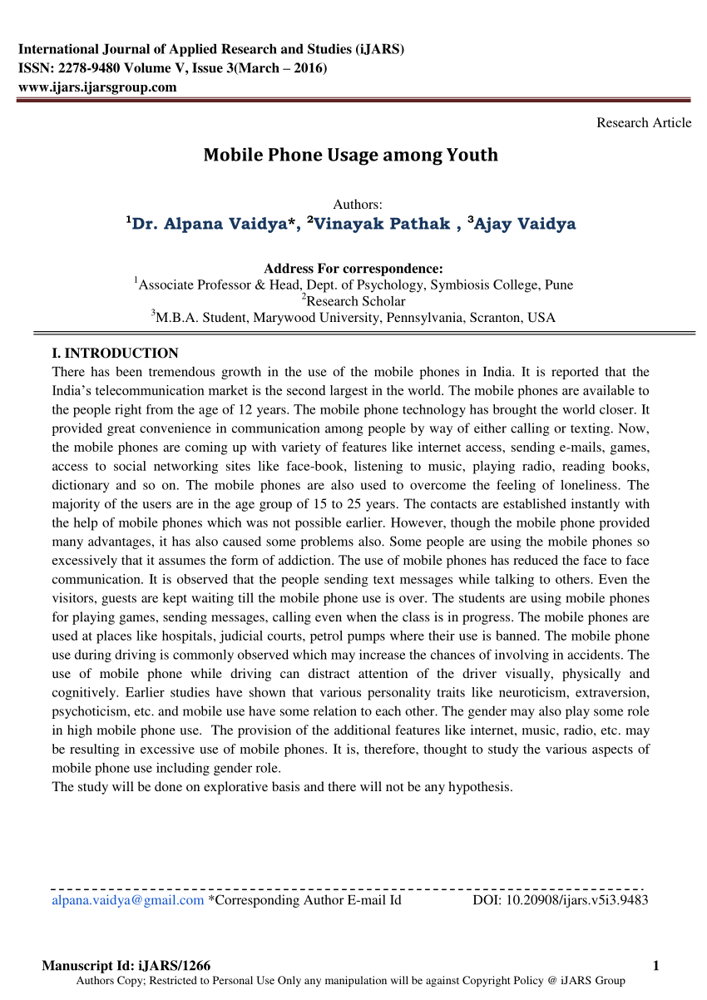 International Journal of Applied Research and Studies (iJARS)
ISSN: 2278-9480 Volume V, Issue 3(March – 2016)
www.ijars.ijarsgroup.com
Research Article
Mobile Phone Usage among Youth
Authors:
¹Dr. Alpana Vaidya*, ²Vinayak Pathak , ³Ajay Vaidya
Address For correspondence:
¹Associate Professor & Head, Dept. of Psychology, Symbiosis College, Pune
²Research Scholar
³M.B.A. Student, Marywood University, Pennsylvania, Scranton, USA
I. INTRODUCTION
There has been tremendous growth in the use of the mobile phones in India. It is reported that the
India’s telecommunication market is the second largest in the world. The mobile phones are available to
the people right from the age of 12 years. The mobile phone technology has brought the world closer. It
provided great convenience in communication among people by way of either calling or texting. Now,
the mobile phones are coming up with variety of features like internet access, sending e-mails, games,
access to social networking sites like face-book, listening to music, playing radio, reading books,
dictionary and so on. The mobile phones are also used to overcome the feeling of loneliness. The
majority of the users are in the age group of 15 to 25 years. The contacts are established instantly with
the help of mobile phones which was not possible earlier. However, though the mobile phone provided
many advantages, it has also caused some problems also. Some people are using the mobile phones so
excessively that it assumes the form of addiction. The use of mobile phones has reduced the face to face
communication. It is observed that the people sending text messages while talking to others. Even the
visitors, guests are kept waiting till the mobile phone use is over. The students are using mobile phones
for playing games, sending messages, calling even when the class is in progress. The mobile phones are
used at places like hospitals, judicial courts, petrol pumps where their use is banned. The mobile phone
use during driving is commonly observed which may increase the chances of involving in accidents. The
use of mobile phone while driving can distract attention of the driver visually, physically and
cognitively. Earlier studies have shown that various personality traits like neuroticism, extraversion,
psychoticism, etc. and mobile use have some relation to each other. The gender may also play some role
in high mobile phone use.  The provision of the additional features like internet, music, radio, etc. may
be resulting in excessive use of mobile phones. It is, therefore, thought to study the various aspects of
mobile phone use including gender role.
The study will be done on explorative basis and there will not be any hypothesis.
alpana.vaidya@gmail.com *Corresponding Author E-mail Id DOI: 10.20908/ijars.v5i3.9483
Manuscript Id: iJARS/1266 1
Authors Copy; Restricted to Personal Use Only any manipulation will be against Copyright Policy @ iJARS Group